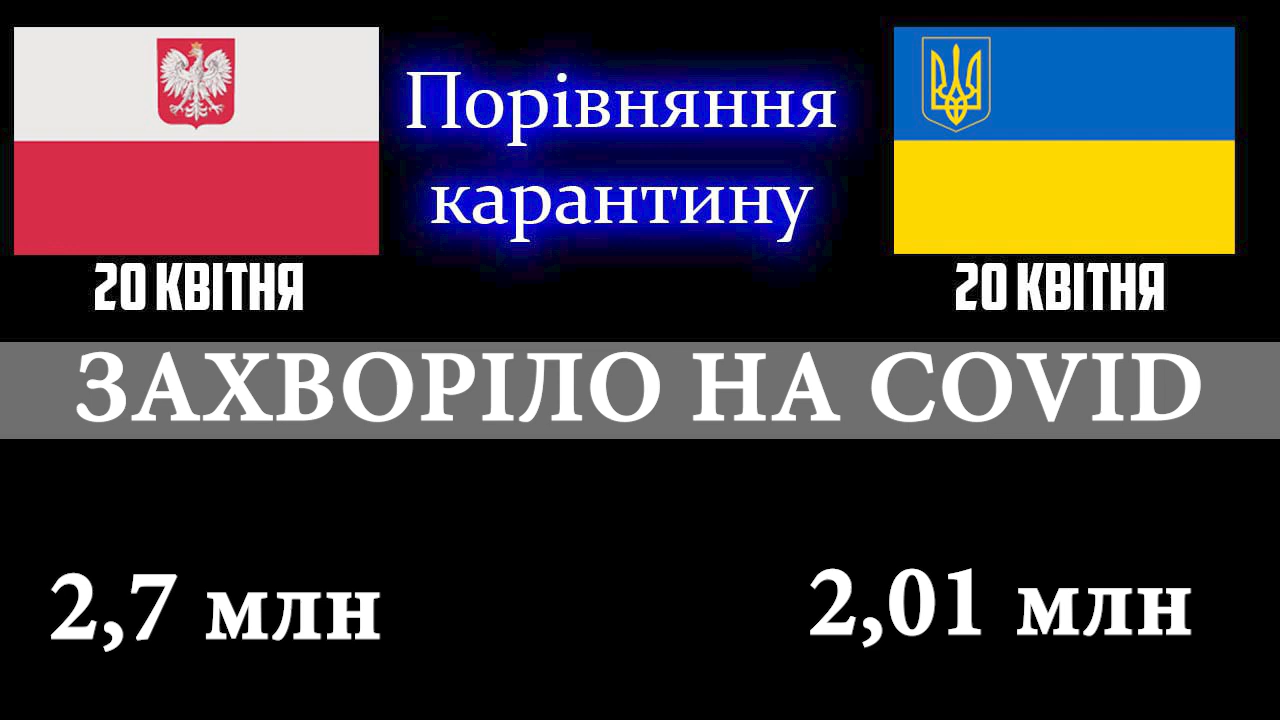 Порівняння
карантину
20 КВІТНЯ
20 КВІТНЯ
ЗАХВОРІЛО НА COVID
2,7 млн
2,01 млн